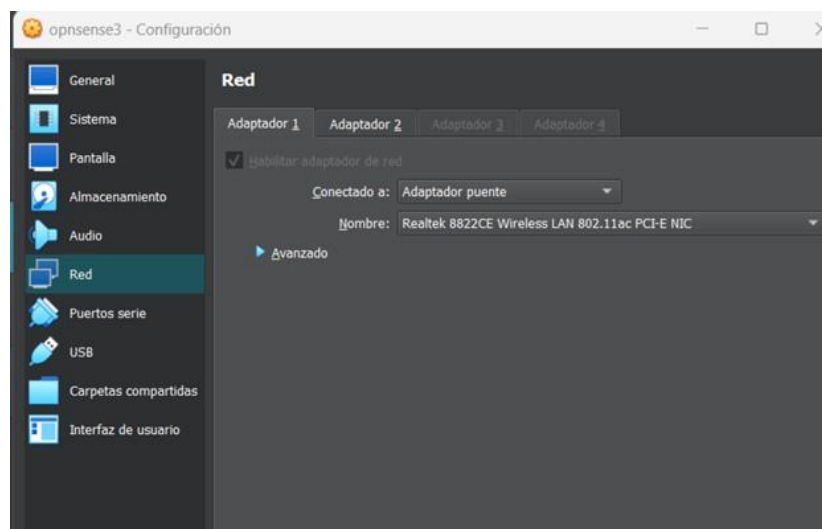 opnsense3 - Configuración
General
Sistema
Pantalla
Almacenamiento
Audio
Red
Puertos serie
USB
Carpetas compartidas
Interfaz de usuario
Red
Adaptador 1 Adaptador 2 Adaptador 3 Adaptador 4
Habilitar adaptador de red
Conectado a: Adaptador puente
Nombre: Realtek 8822CE Wireless LAN 802.11ac PCI-E NIC
Avanzado